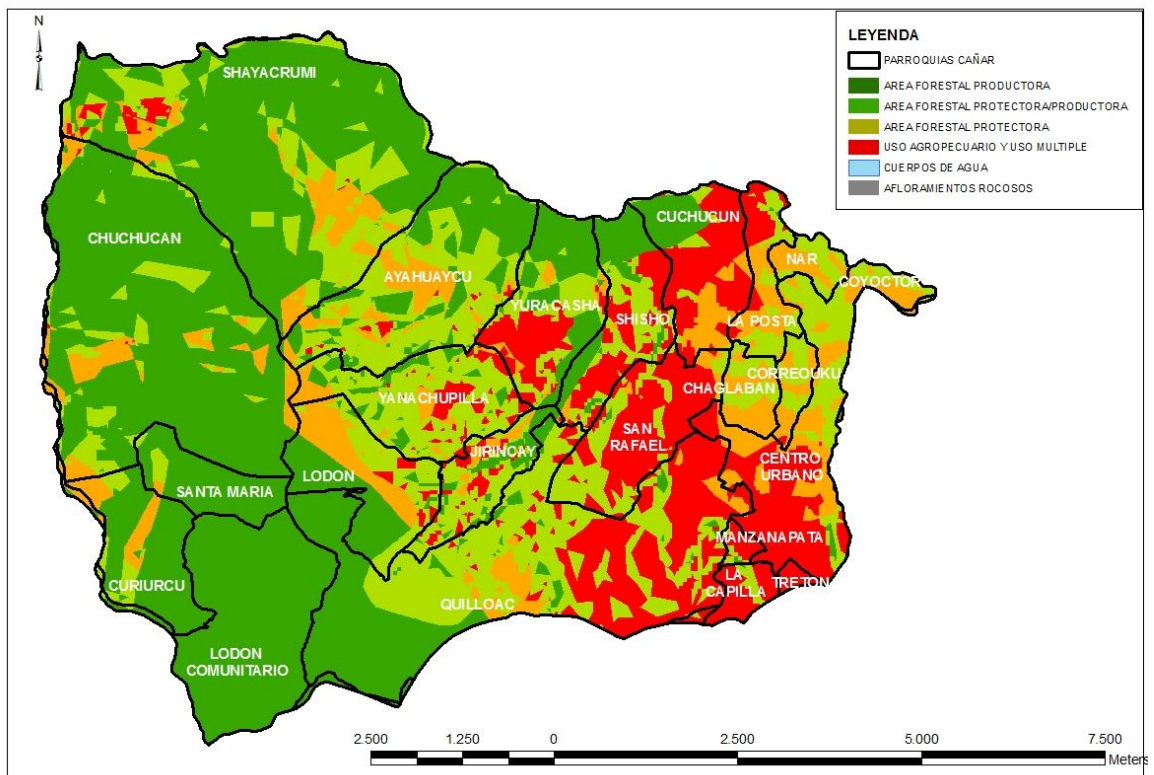 N
S
LEYENDA
PARROQUIAS CAÑAR
AREA FORESTAL PRODUCTORA
AREA FORESTAL PROTECTORA/PRODUCTORA
AREA FORESTAL PROTECTORA
USO AGROPECUARIO Y USO MULTIPLE
CUERPOS DE AGUA
AFLORAMIENTOS ROCOSOS
SHAYACRUMI
CHUCHUCAN
CUCHUCUN
NAR
COYOCTOR
AYAHUAYCU
YURACASHA
SHISHO
LA POSTA
CORREOUKU
CHAGLABAN
YANACHUPILLA
SAN
RAFAEL
JIRINCAY
CENTRO
URBANO
LODON
SANTA MARIA
MANZANAPATA
LA
CAPILLA
TRETON
CURIURCU
QUILLOAC
LODON
COMUNITARIO
2.500 1.250 0 2.500 5.000 7.500
Meters